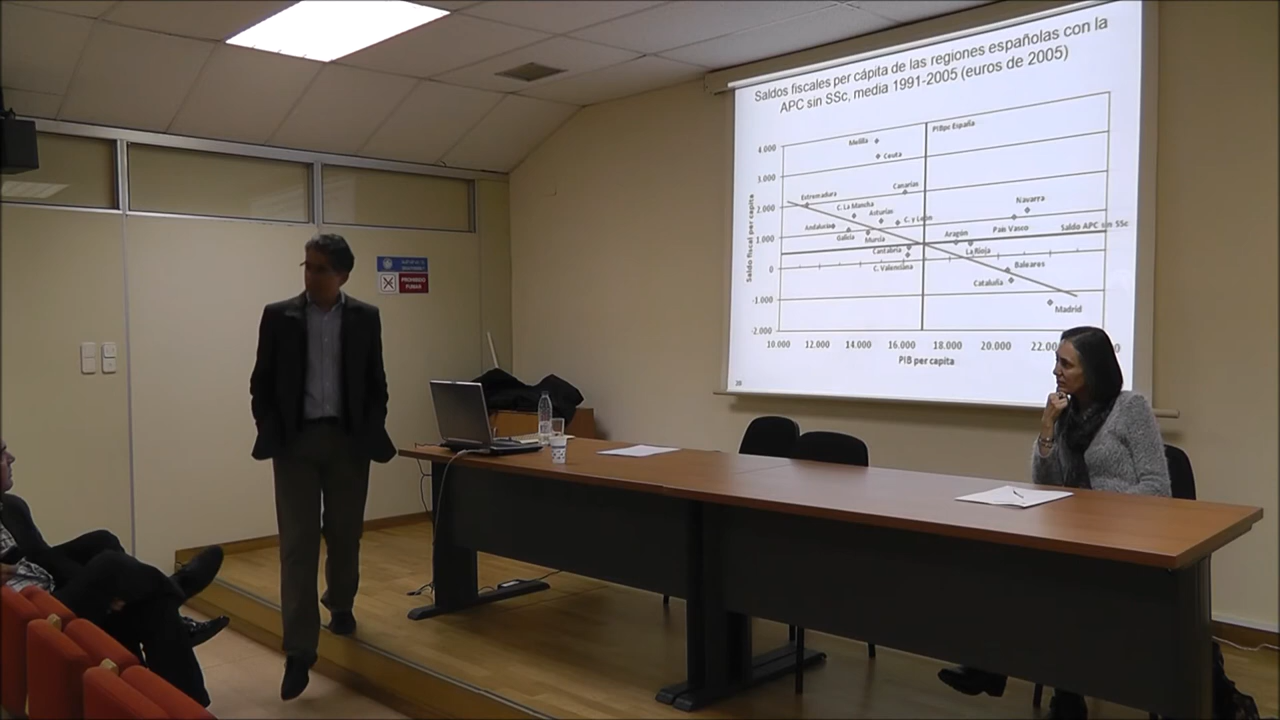 Saldos fiscales per cápita de las regiones españolas con la
APC sin SSc, media 1991-2005 (euros de 2005)
PIBpc España
Melilla
4.000
Ceuta
3.000
Canarias
Extremadura
Navarra
C. La Mancha
2.000
Asturias
C. y León
Saldo APC sin SSc
Andalucía
País Vasco
Aragón
Galicia
Murcia
1.000
Cantabria
La Rioja
C. Valenciana
Baleares
0
Cataluña
-1.000
Madrid
-2.000
Saldo fiscal per capita
10.000 12.000 14.000 16.000 18.000 20.000 22.00
PIB per capita
PROHIBIDO
FUMAR